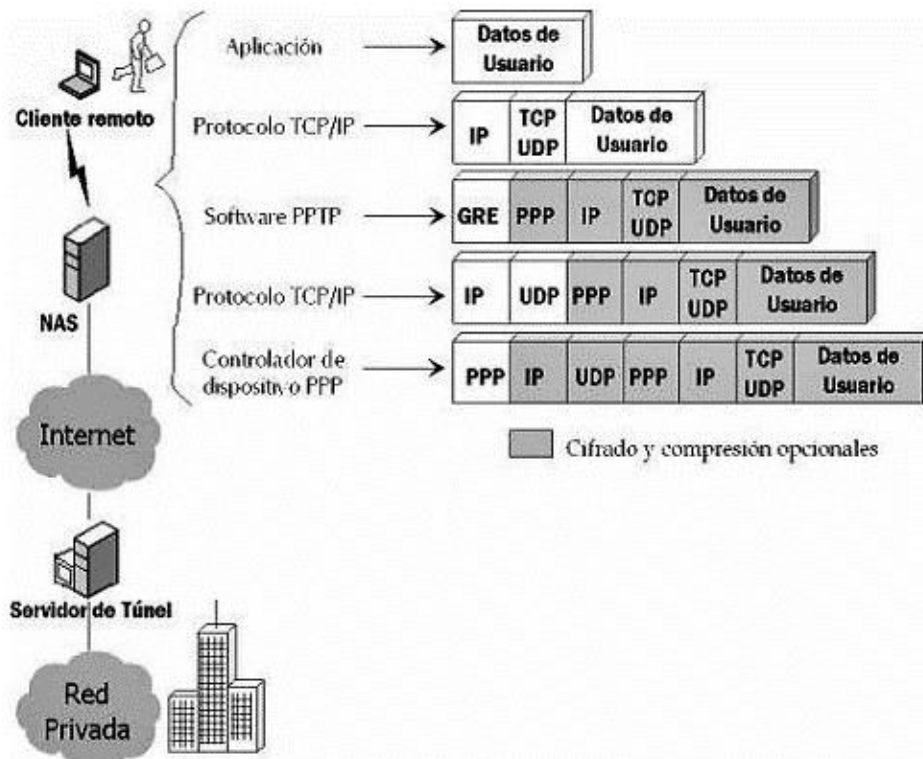 Aplicación
Datos de
Usuario
Cliente remoto
Protocolo TCP/IP
IP
TCP
UDP
Datos de
Usuario
Software PPTP
GRE
PPP
IP
TCP
UDP
Datos de
Usuario
NAS
Protocolo TCP/IP
IP
UDP
PPP
IP
TCP
UDP
Datos de
Usuario
Controlador de
dispositivo PPP
PPP
IP
UDP
PPP
IP
TCP
UDP
Datos de
Usuario
Internet
Cifrado y compresión opcionales
Servidor de Túnel
Red
Privada